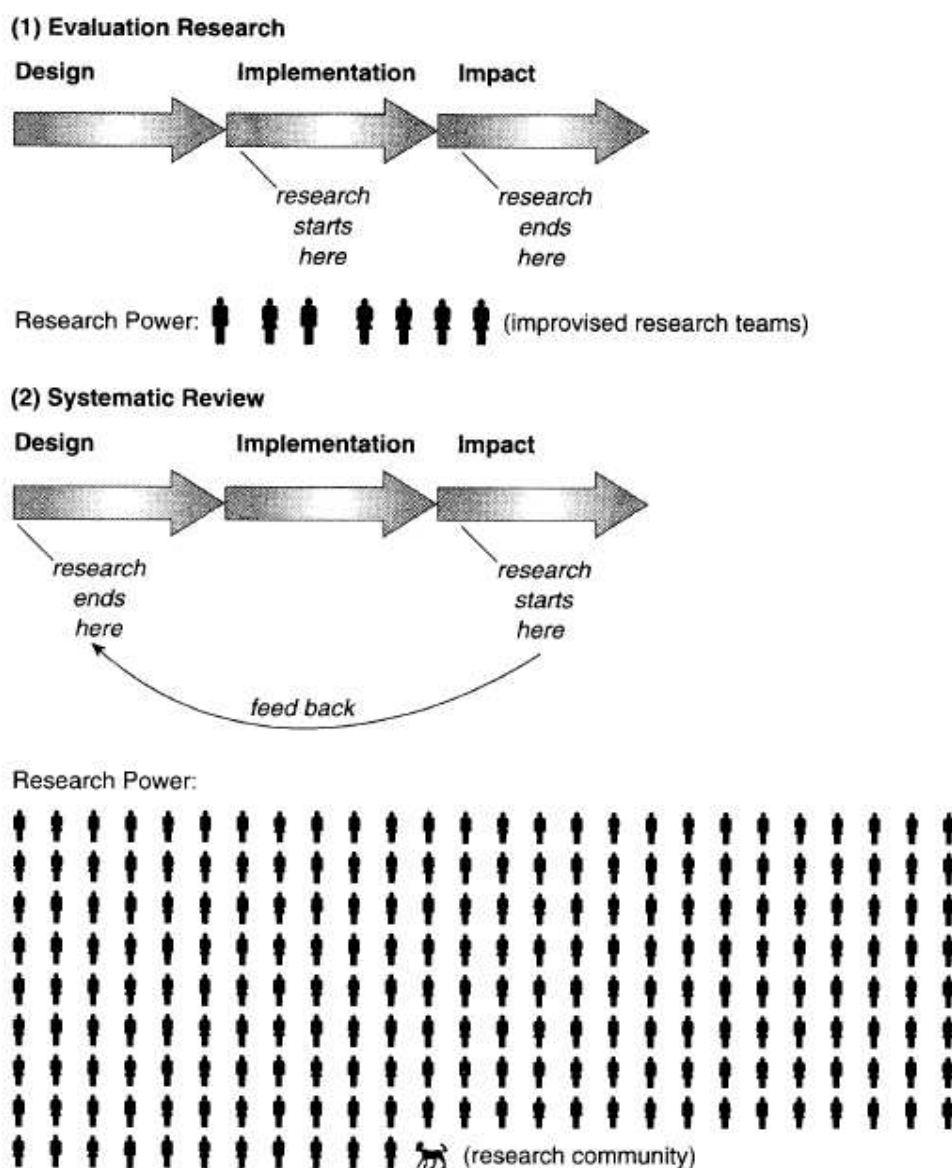 (1) Evaluation Research
Design Implementation Impact
research
starts
here
research
ends
here
Research Power: (improvised research teams)
(2) Systematic Review
Design Implementation Impact
research
ends
here
research
starts
here
feed back
Research Power:
(research community)